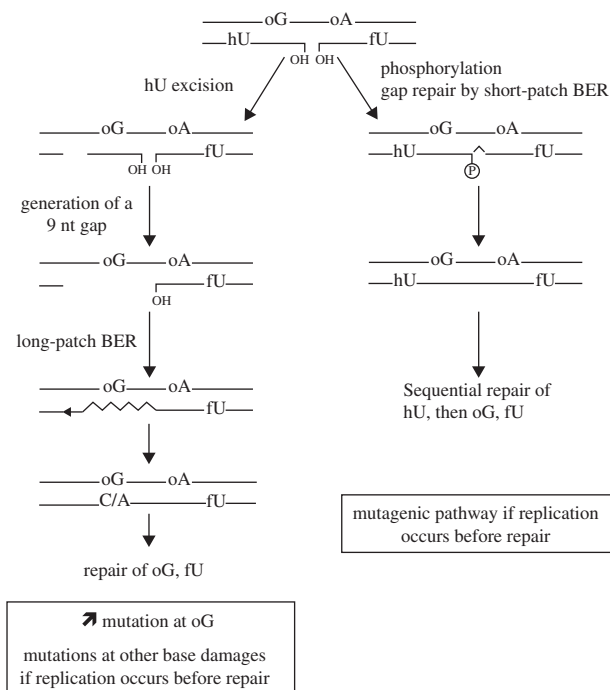 oG oA
hU fU
OH OH
hU excision
phosphorylation
gap repair by short-patch BER
oG oA
fU
OH OH
oG oA
hU fU
P
generation of a
9 nt gap
oG oA
fU
OH
oG oA
hU fU
long-patch BER
oG oA
fU
Sequential repair of
hU, then oG, fU
oG oA
C/A fU
repair of oG, fU
mutagenic pathway if replication
occurs before repair
mutation at oG
mutations at other base damages
if replication occurs before repair